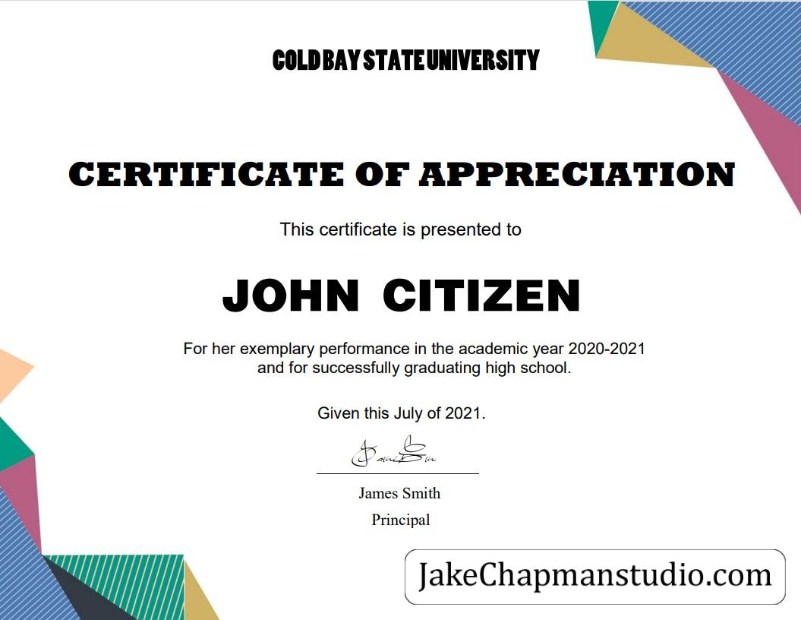 COLD BAY STATE UNIVERSITY
CERTIFICATE OF APPRECIATION
This certificate is presented to
JOHN CITIZEN
For her exemplary performance in the academic year 2020-2021
and for successfully graduating high school.
Given this July of 2021.
James Smith
Principal
JakeChapmanstudio.com